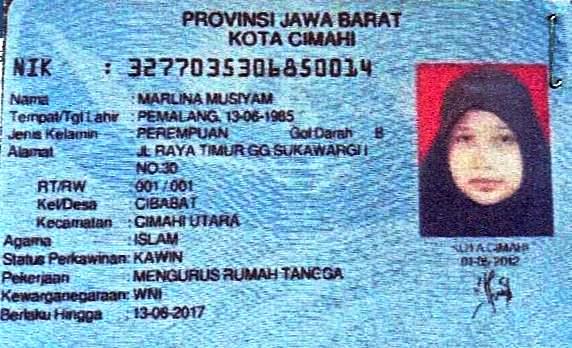 PROVINSI JAWA BARAT
KOTA CIMAHI
NIK : 3277035306850014
Nama : MARLINA MUSIYAM
Tempat/Tgl Lahir : PEMALANG, 13-06-1985
Jenis Kelamin : PEREMPUAN Gol.Darah B
Alamat : JL RAYA TIMUR GG SUKAWARGI I
NO.30
RT/RW : 001 / 001
Kel/Desa : CIBABAT
Kecamatan : CIMAHI UTARA
Agama : ISLAM
Status Perkawinan: KAWIN
Pekerjaan : MENGURUS RUMAH TANGGA
Kewarganegaraan: WNI
Berlaku Hingga : 13-06-2017
KOTA CIMAHI
01-06-2012